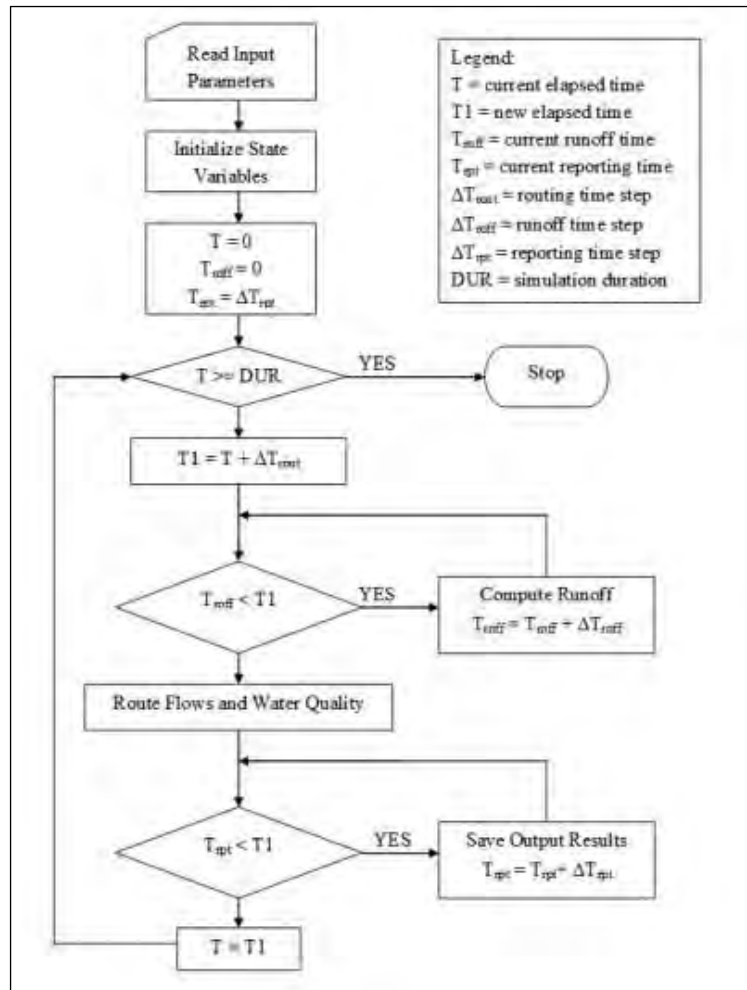 Read Input
Parameters
Legend:
T = current elapsed time
T1 = new elapsed time
Troff = current runoff time
Trpt = current reporting time
ΔTrout = routing time step
ΔTroff = runoff time step
ΔTrpt = reporting time step
DUR = simulation duration
Initialize State
Variables
T = 0
Troff = 0
Trpt = ΔTrpt
T >= DUR
YES
Stop
T1 = T + ΔTrout
Troff < T1
YES
Compute Runoff
Troff = Troff + ΔTroff
Route Flows and Water Quality
Trpt < T1
YES
Save Output Results
Trpt = Trpt+ ΔTrpt
T = T1